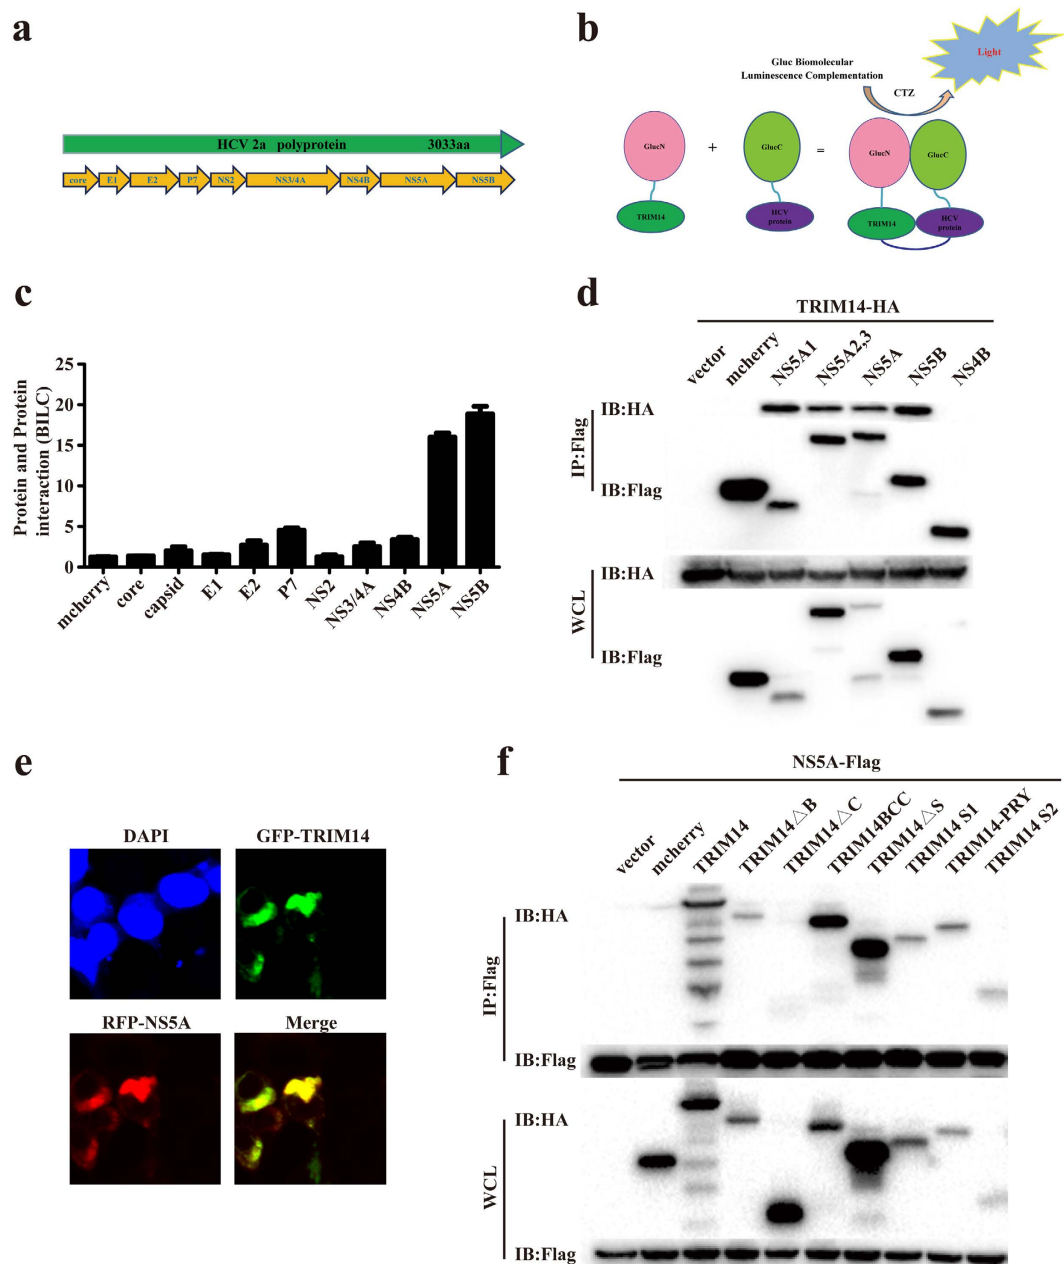 a
HCV 2a polyprotein 3033aa
core E1 E2 P7 NS2 NS3/4A NS4B NS5A NS5B
b
Gluc Biomolecular
Luminescence Complementation
CTZ
Light
GlucN
+
GlucC
=
GlucN
GlucC
TRIM14
HCV
protein
TRIM14
HCV
protein
c
Protein and Protein
interaction (BILC)
25
20
15
10
5
0
mcherry
core
capsid
E1
E2
P7
NS2
NS3/4A
NS4B
NS5A
NS5B
d
TRIM14-HA
vector
mcherry
NS5A1
NS5A2,3
NS5A
NS5B
NS4B
IP:Flag
IB:HA
IB:Flag
WCL
IB:HA
IB:Flag
e
DAPI
GFP-TRIM14
RFP-NS5A
Merge
f
NS5A-Flag
vector
mcherry
TRIM14
TRIM14△B
TRIM14△C
TRIM14BCC
TRIM14△S
TRIM14 S1
TRIM14-PRY
TRIM14 S2
IP:Flag
IB:HA
IB:Flag
WCL
IB:HA
IB:Flag